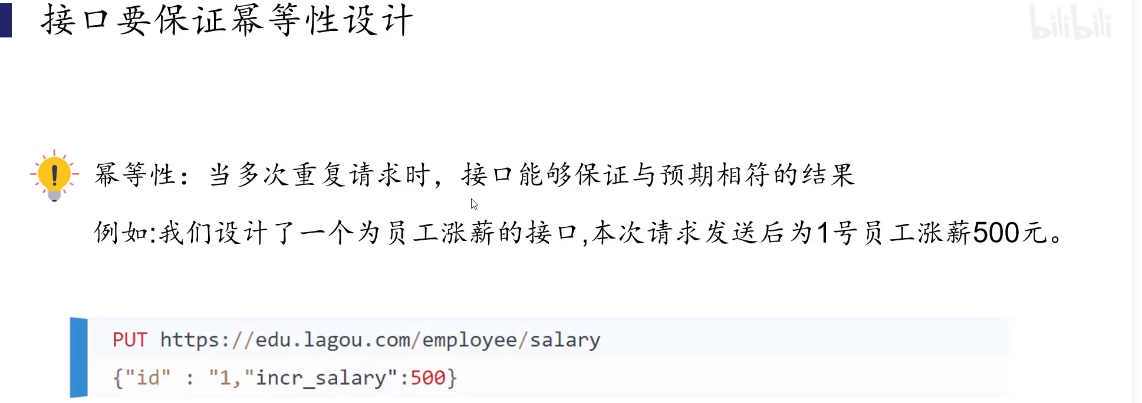 接口要保证幂等性设计
bilibili
幂等性：当多次重复请求时，接口能够保证与预期相符的结果
例如:我们设计了一个为员工涨薪的接口,本次请求发送后为1号员工涨薪500元。
PUT https://edu.lagou.com/employee/salary
{"id" : "1,"incr_salary":500}